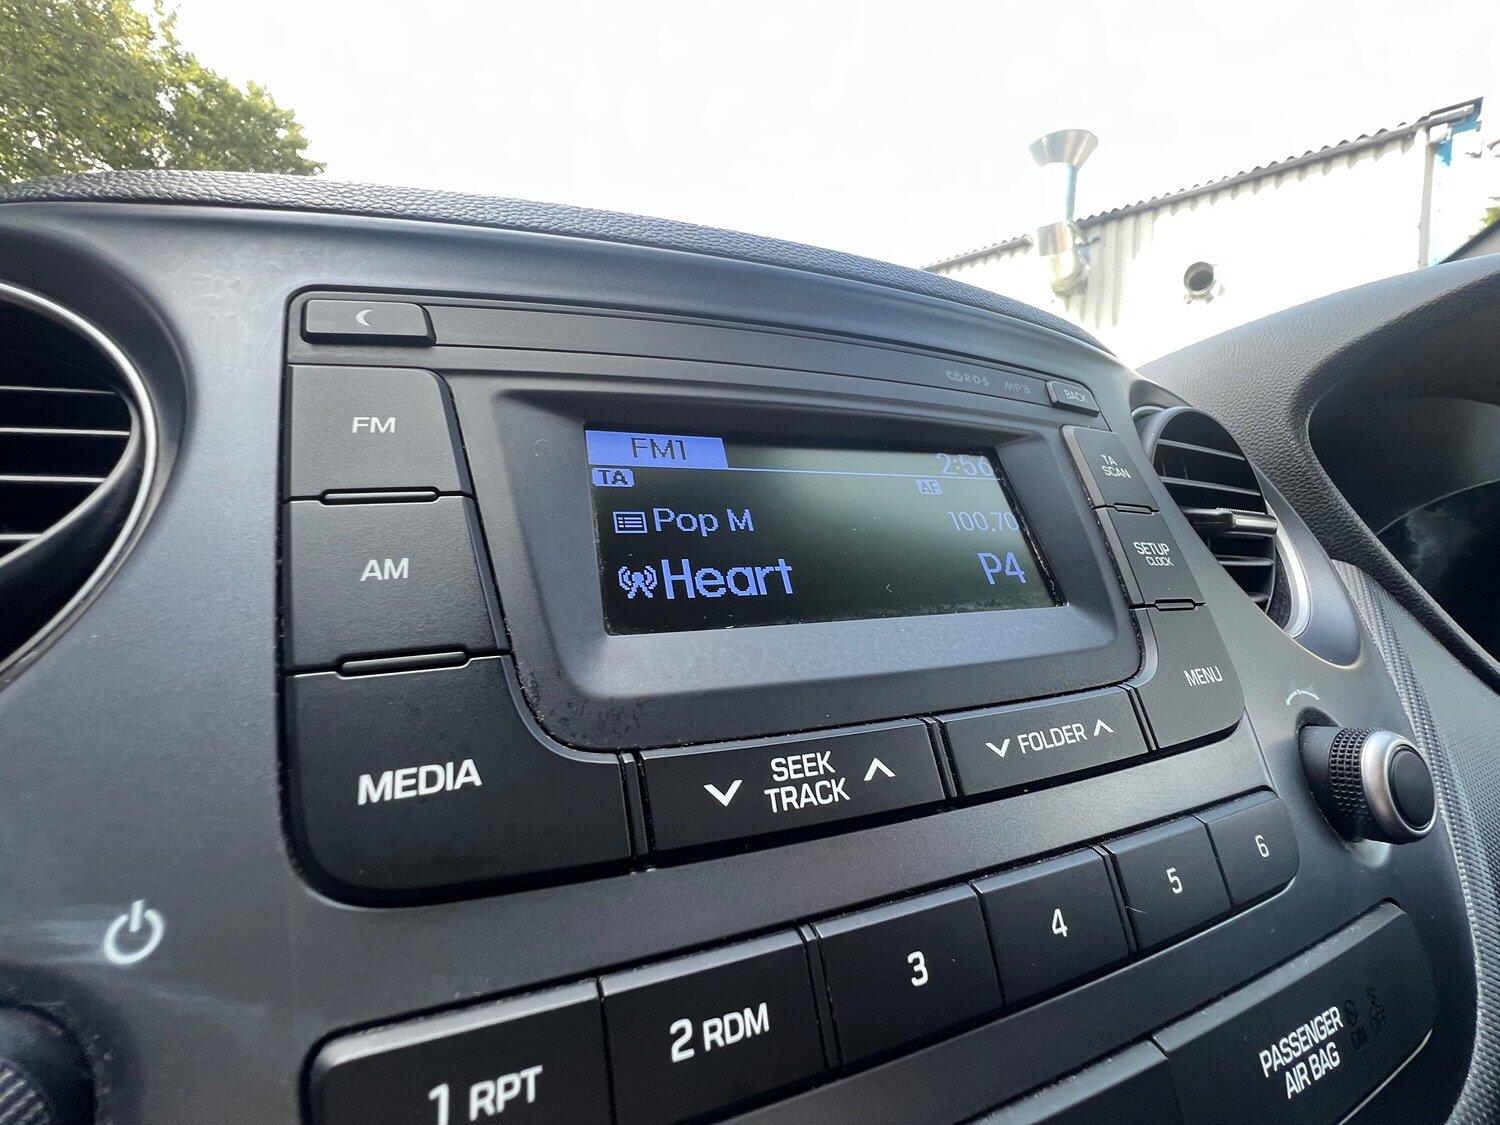 CD RDS MP3
BACK
FM
FM1
2:56
TA
SCAN
TA
AF
Pop M
100.70
AM
Heart
P4
SETUP
CLOCK
MENU
MEDIA
SEEK
TRACK
FOLDER
1 RPT
2 RDM
3
4
5
6
PASSENGER
AIR BAG